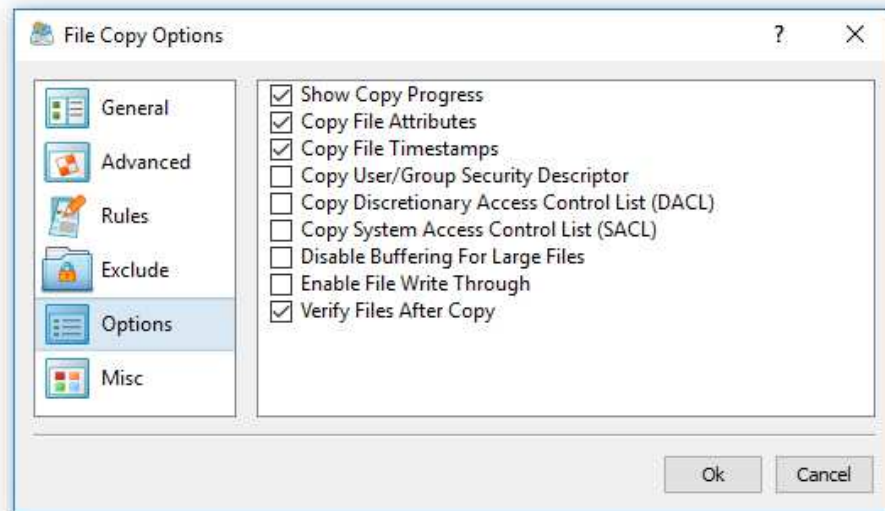 File Copy Options
?
General
Advanced
Rules
Exclude
Options
Misc
Show Copy Progress
Copy File Attributes
Copy File Timestamps
Copy User/Group Security Descriptor
Copy Discretionary Access Control List (DACL)
Copy System Access Control List (SACL)
Disable Buffering For Large Files
Enable File Write Through
Verify Files After Copy
Ok
Cancel